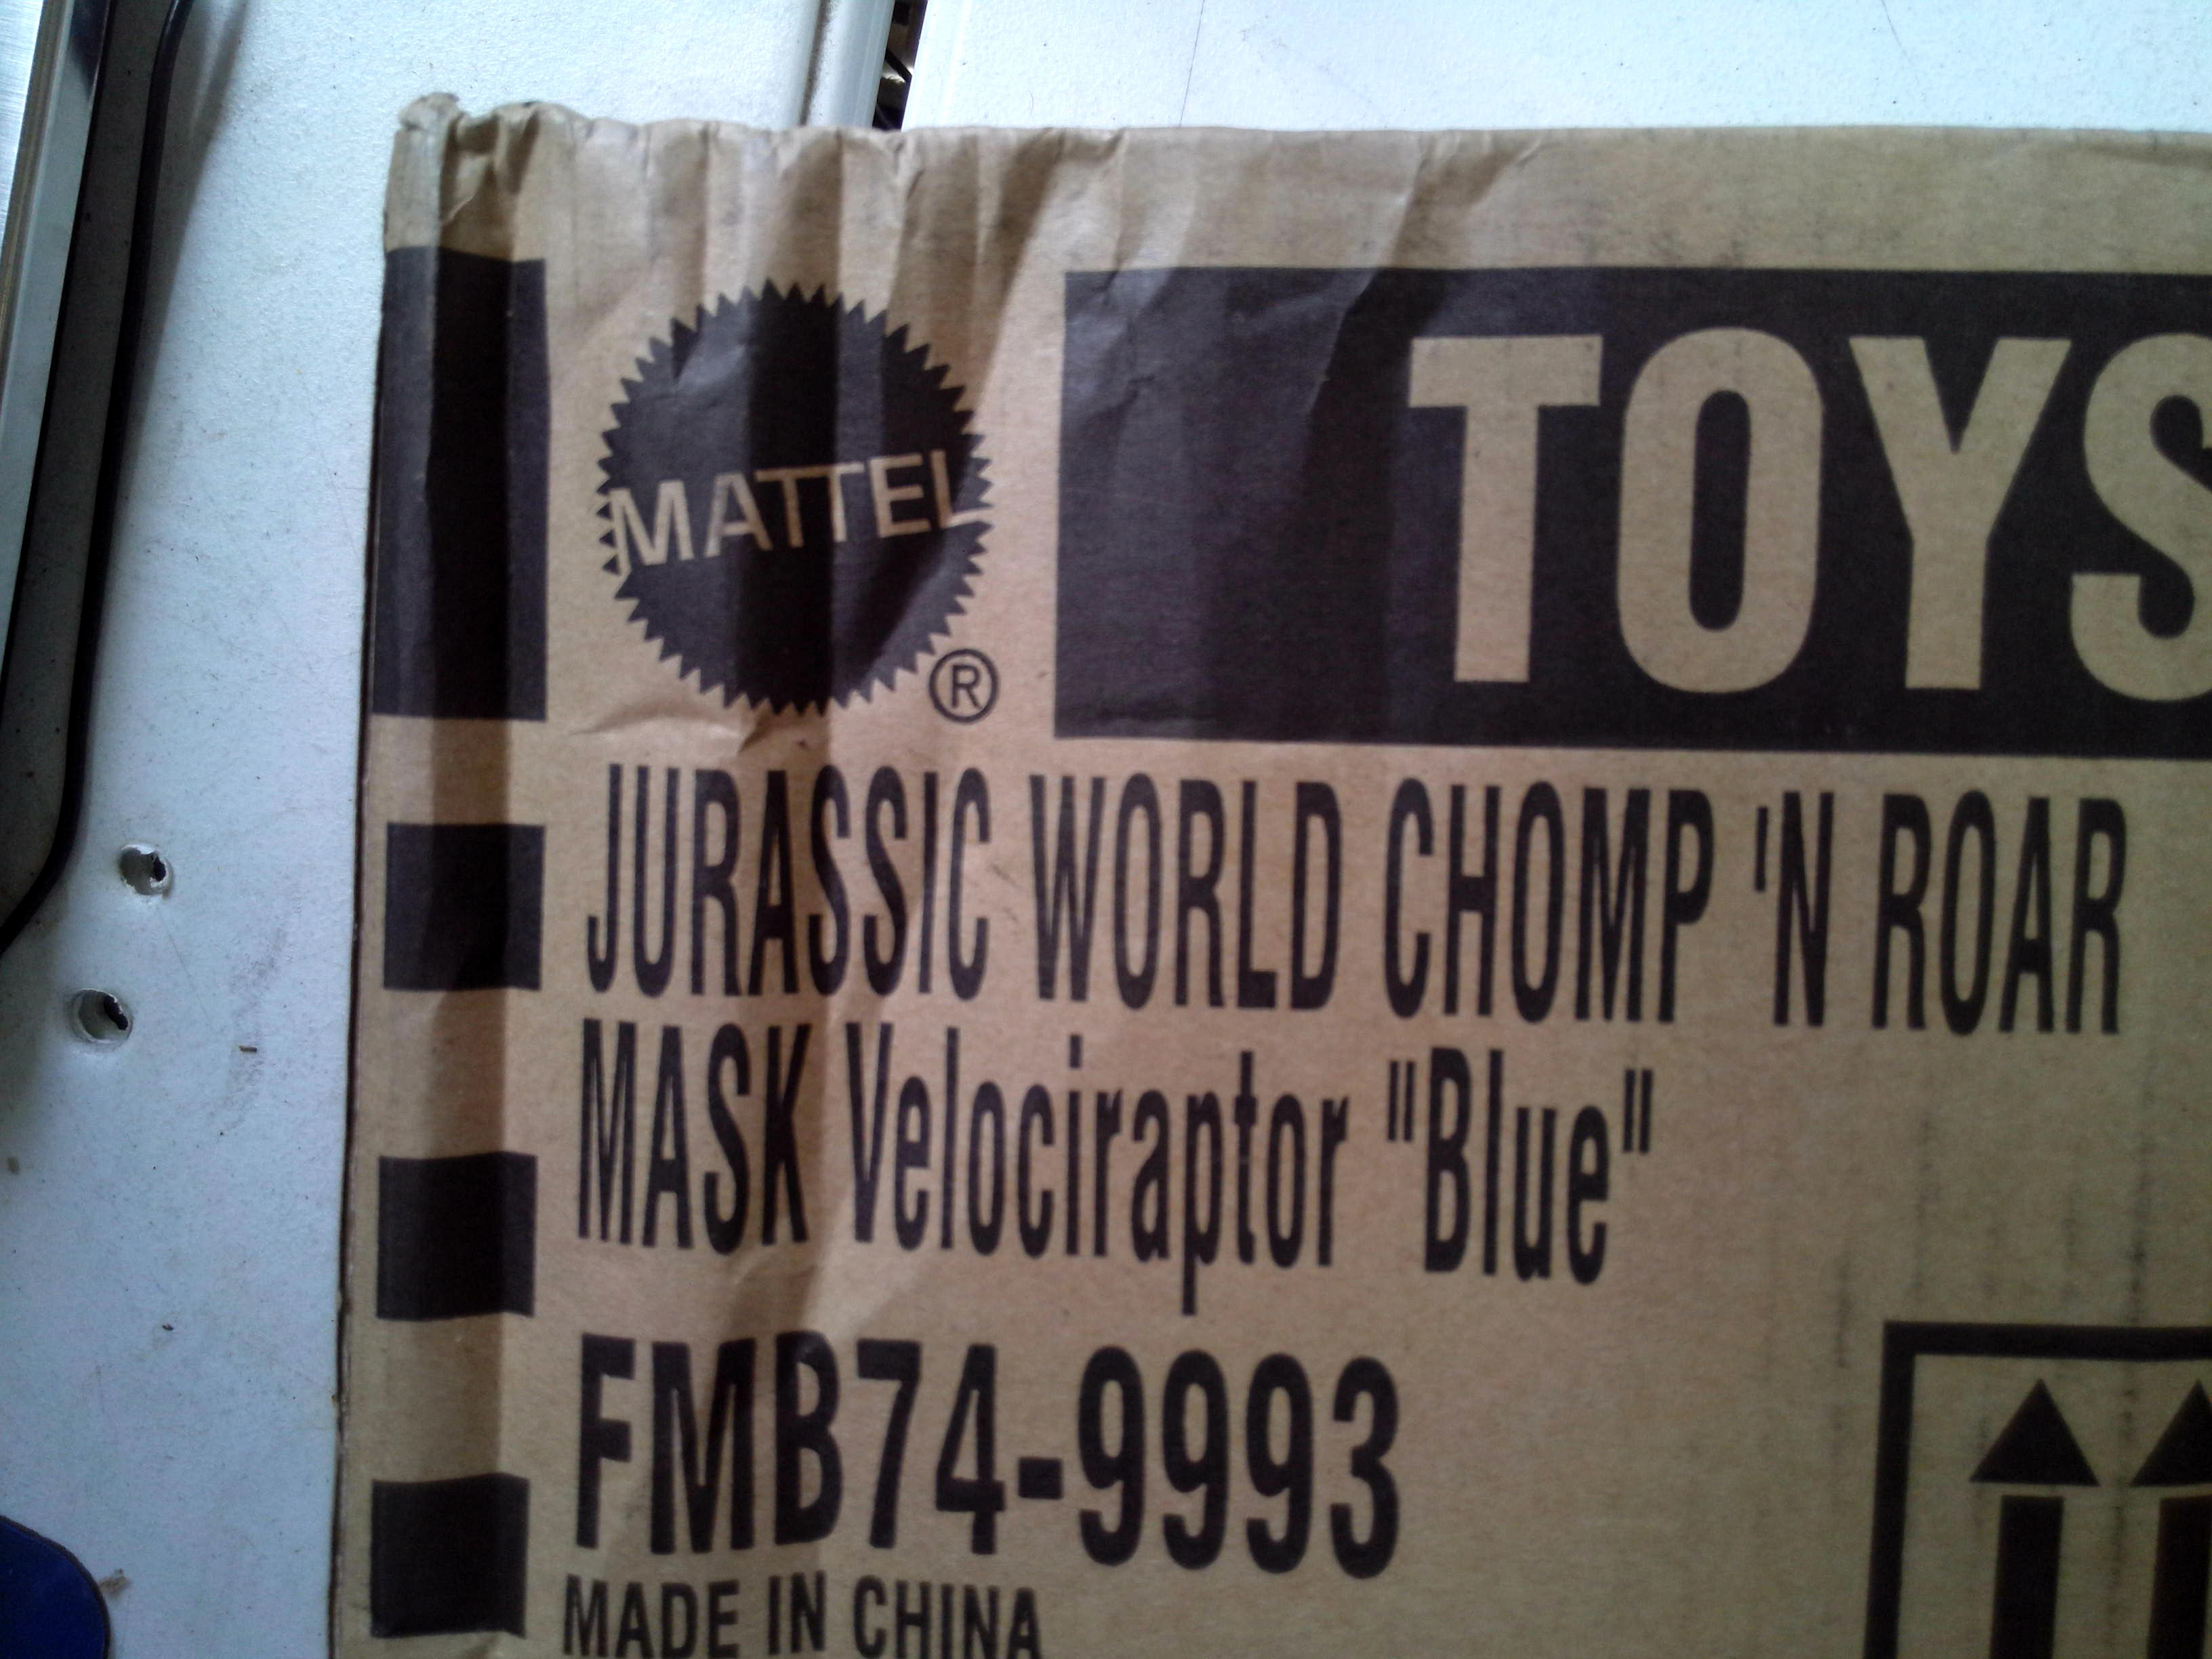 MATTEL
®
TOYS
JURASSIC WORLD CHOMP 'N ROAR
MASK Velociraptor "Blue"
FMB74-9993
MADE IN CHINA